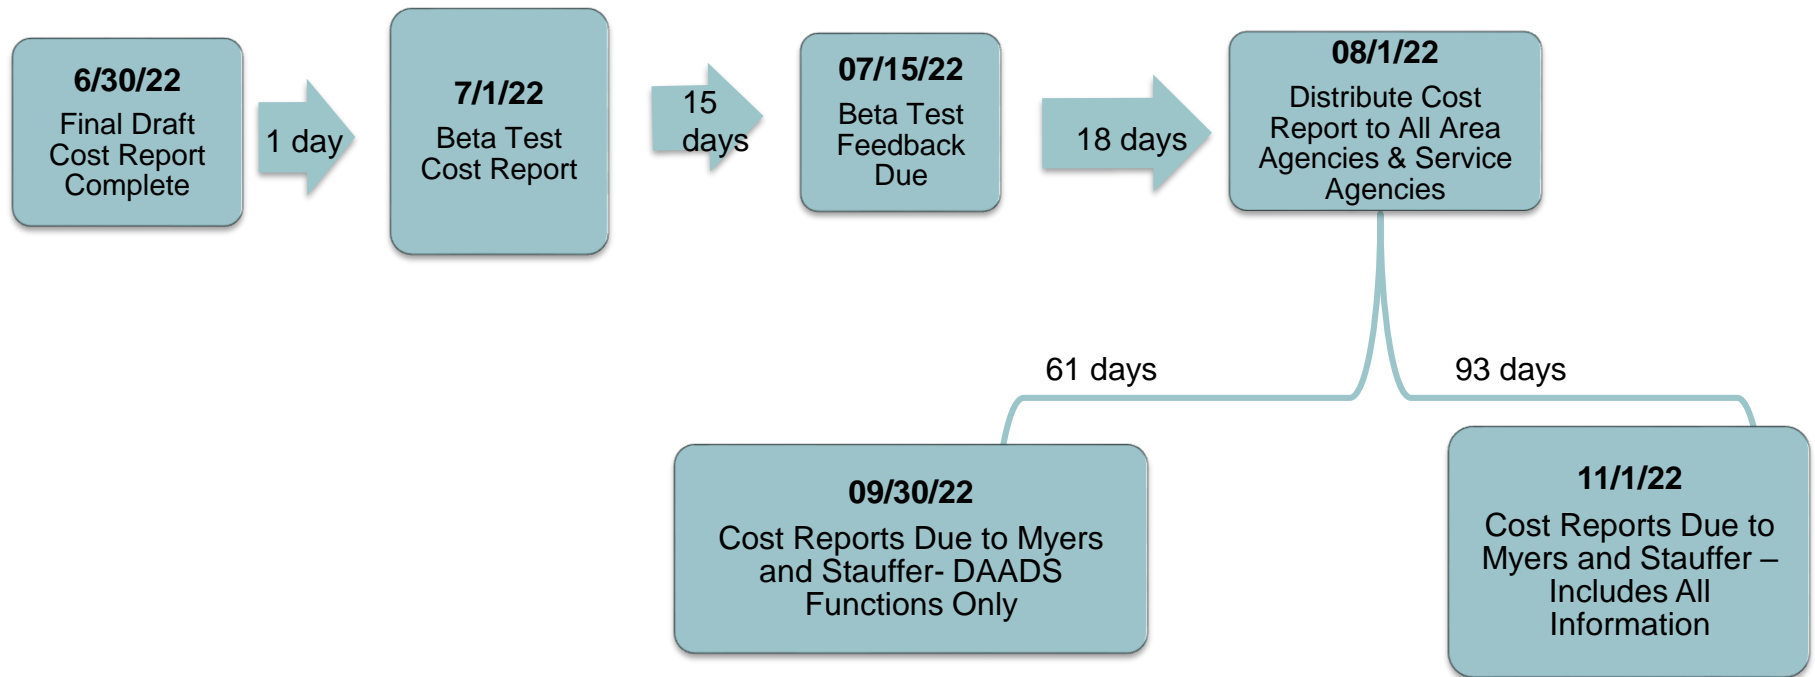 6/30/22
Final Draft
Cost Report
Complete
1 day
7/1/22
Beta Test
Cost Report
15
days
07/15/22
Beta Test
Feedback
Due
18 days
08/1/22
Distribute Cost
Report to All Area
Agencies & Service
Agencies
61 days
93 days
09/30/22
Cost Reports Due to Myers
and Stauffer- DAADS
Functions Only
11/1/22
Cost Reports Due to
Myers and Stauffer –
Includes All
Information